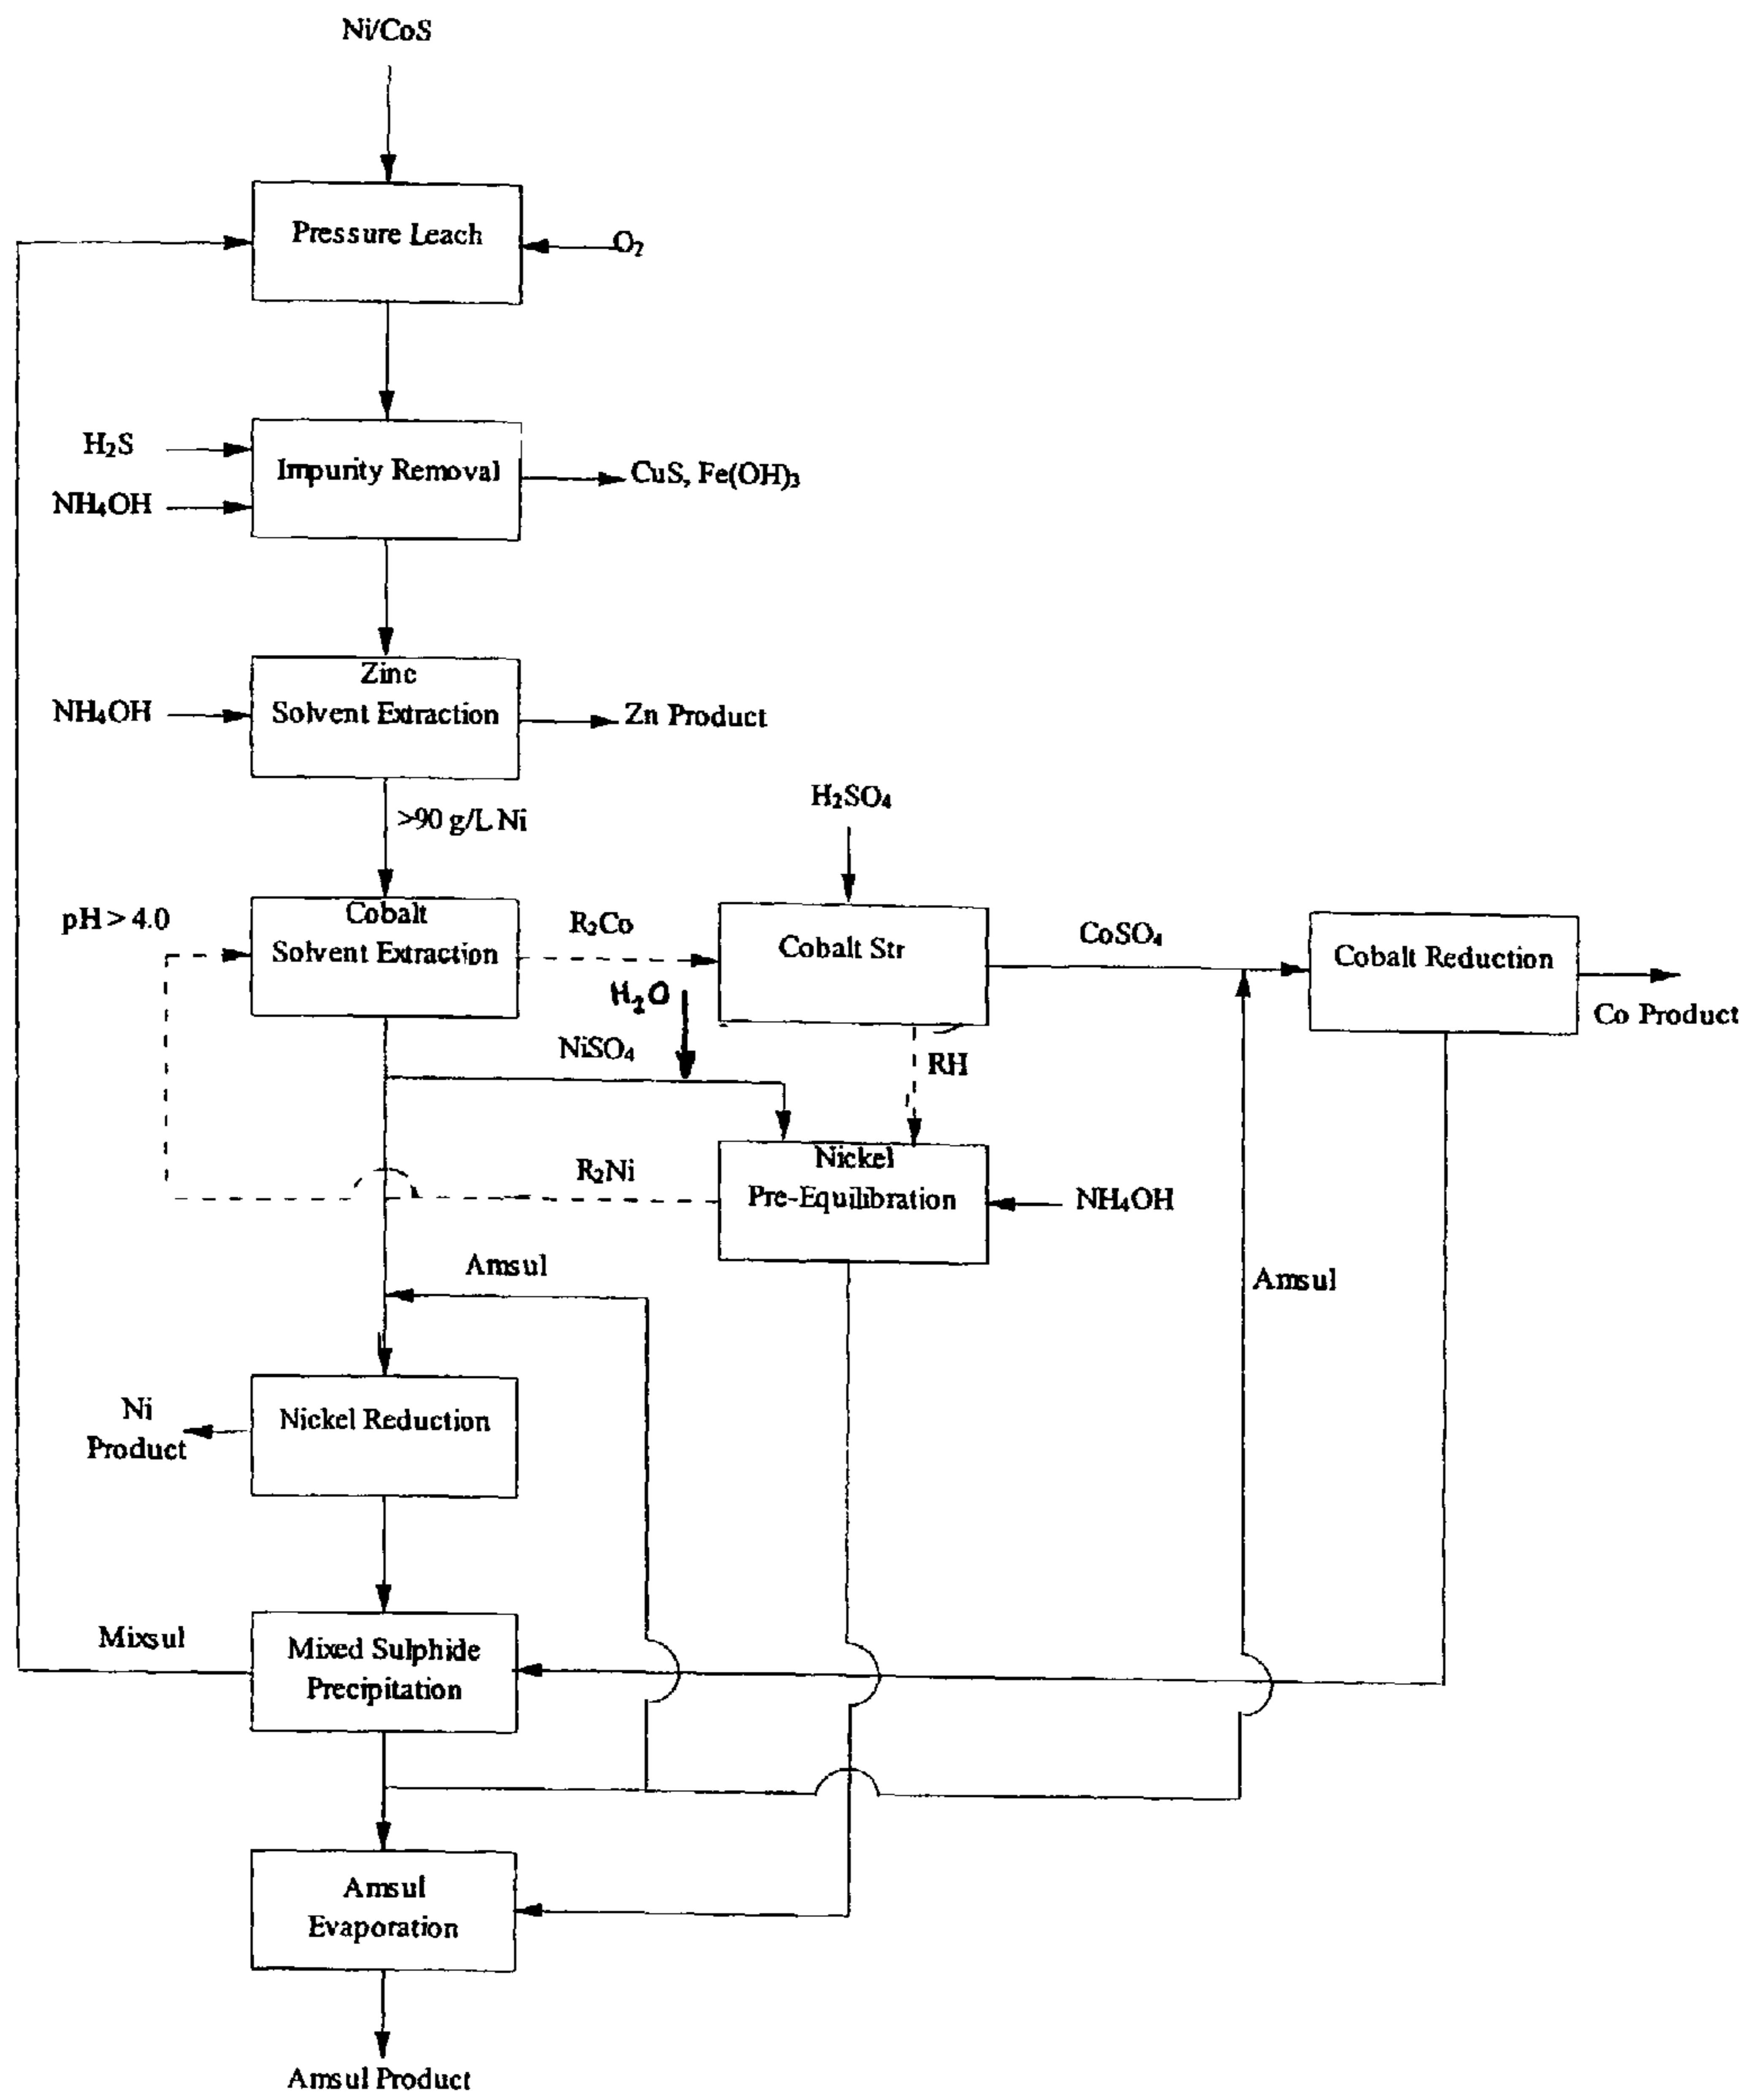 Ni/CoS
Pressure Leach
O₂
H₂S
NH₄OH
Impurity Removal
CuS, Fe(OH)₃
NH₄OH
Zinc
Solvent Extraction
Zn Product
>90 g/L Ni
H₂SO₄
pH > 4.0
Cobalt
Solvent Extraction
R₂Co
Cobalt Str
CoSO₄
Cobalt Reduction
Co Product
H₂O
NiSO₄
RH
R₂Ni
Nickel
Pre-Equilibration
NH₄OH
Amsul
Amsul
Ni
Product
Nickel Reduction
Mixsul
Mixed Sulphide
Precipitation
Amsul
Evaporation
Amsul Product